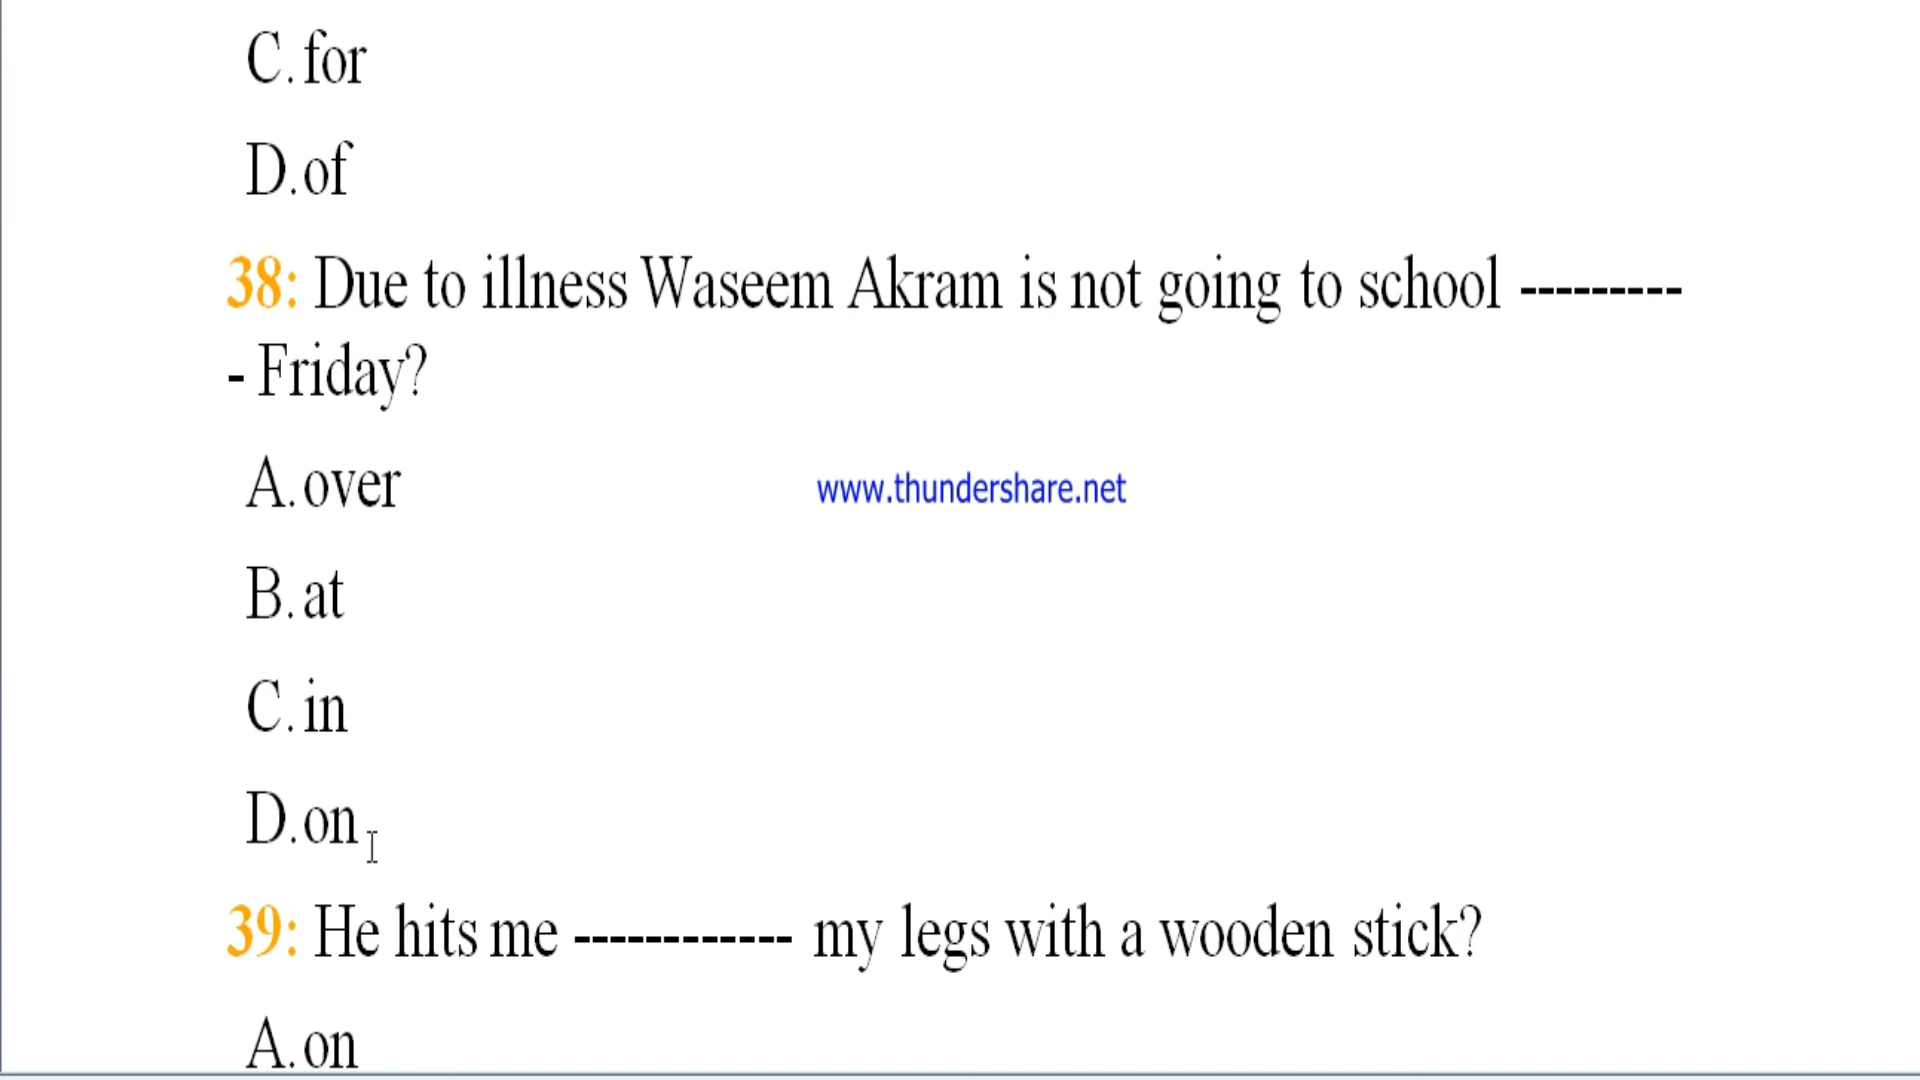 C. for
D. of
38: Due to illness Waseem Akram is not going to school ---------
- Friday?
A. over
www.thundershare.net
B. at
C. in
D. on
39: He hits me ------------ my legs with a wooden stick?
A. on